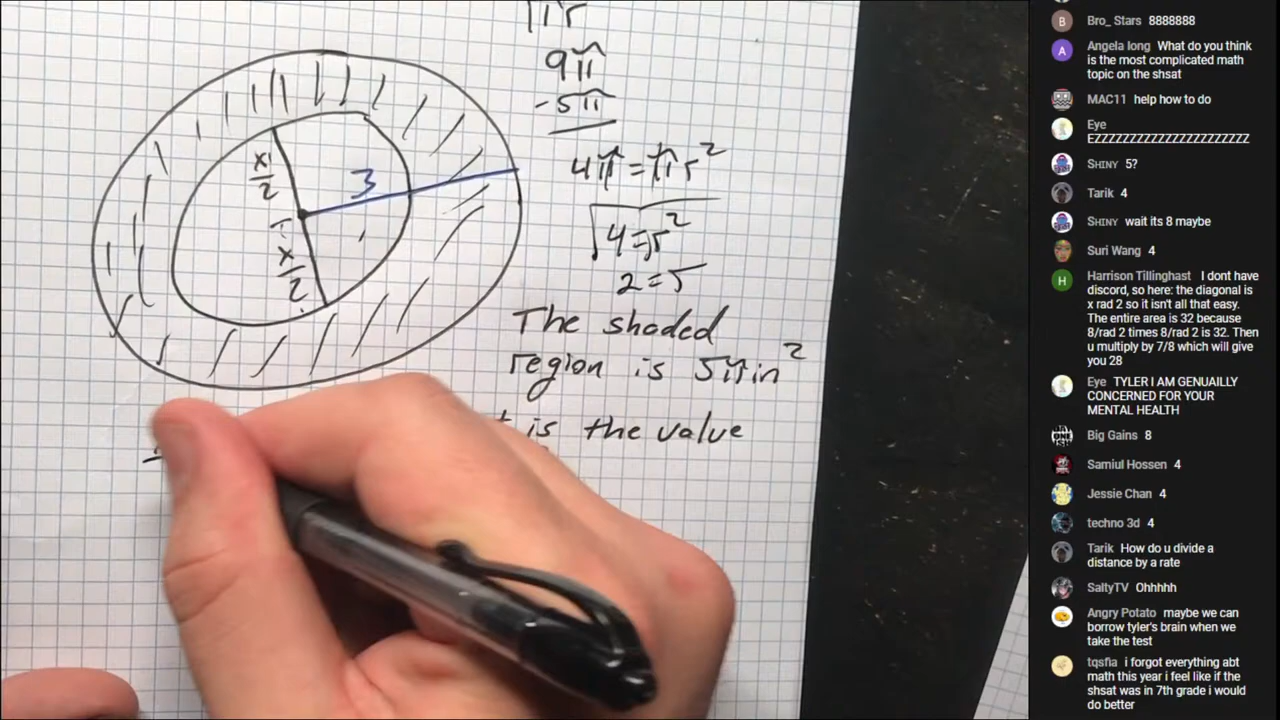 πr
9π
-5π
4π=πr²
√4=r²
2=r
x/2
3
x/2
The shaded
region is 5π in²
is the value
Bro_ Stars 8888888
Angela long What do you think
is the most complicated math
topic on the shsat
MAC11 help how to do
Eye
EZZZZZZZZZZZZZZZZZZZZZZZZ
SHINY 5?
Tarik 4
SHINY wait its 8 maybe
Suri Wang 4
Harrison Tillinghast I dont have
discord, so here: the diagonal is
x rad 2 so it isn't all that easy.
The entire area is 32 because
8/rad 2 times 8/rad 2 is 32. Then
u multiply by 7/8 which will give
you 28
Eye TYLER I AM GENUAILLY
CONCERNED FOR YOUR
MENTAL HEALTH
Big Gains 8
Samiul Hossen 4
Jessie Chan 4
techno 3d 4
Tarik How do u divide a
distance by a rate
SaltyTV Ohhhhh
Angry Potato maybe we can
borrow tyler's brain when we
take the test
tqsfia i forgot everything abt
math this year i feel like if the
shsat was in 7th grade i would
do better